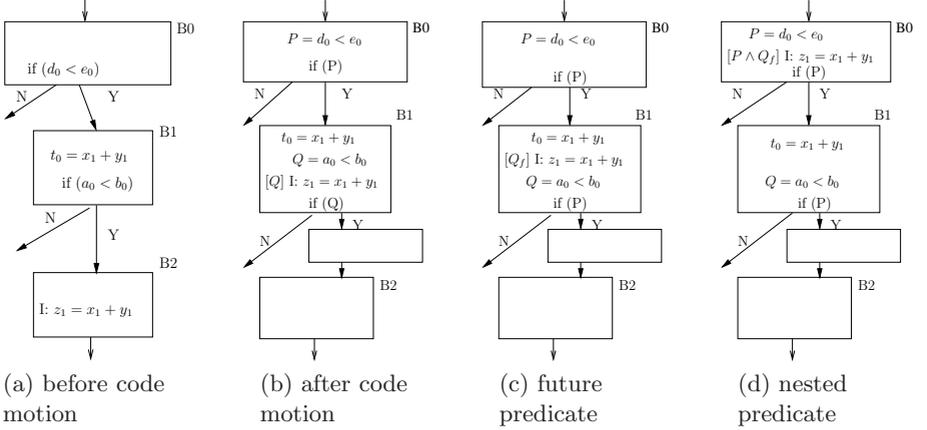 B0
if (d₀ < e₀)
N
Y
B1
t₀ = x₁ + y₁
if (a₀ < b₀)
N
Y
B2
I: z₁ = x₁ + y₁
(a) before code
motion
B0
P = d₀ < e₀
if (P)
N
Y
B1
t₀ = x₁ + y₁
Q = a₀ < b₀
[Q] I: z₁ = x₁ + y₁
if (Q)
N
Y
B2
(b) after code
motion
B0
P = d₀ < e₀
if (P)
N
Y
B1
t₀ = x₁ + y₁
[Q_f] I: z₁ = x₁ + y₁
Q = a₀ < b₀
if (P)
N
Y
B2
(c) future
predicate
B0
P = d₀ < e₀
[P ∧ Q_f] I: z₁ = x₁ + y₁
if (P)
N
Y
B1
t₀ = x₁ + y₁
Q = a₀ < b₀
if (P)
N
Y
B2
(d) nested
predicate